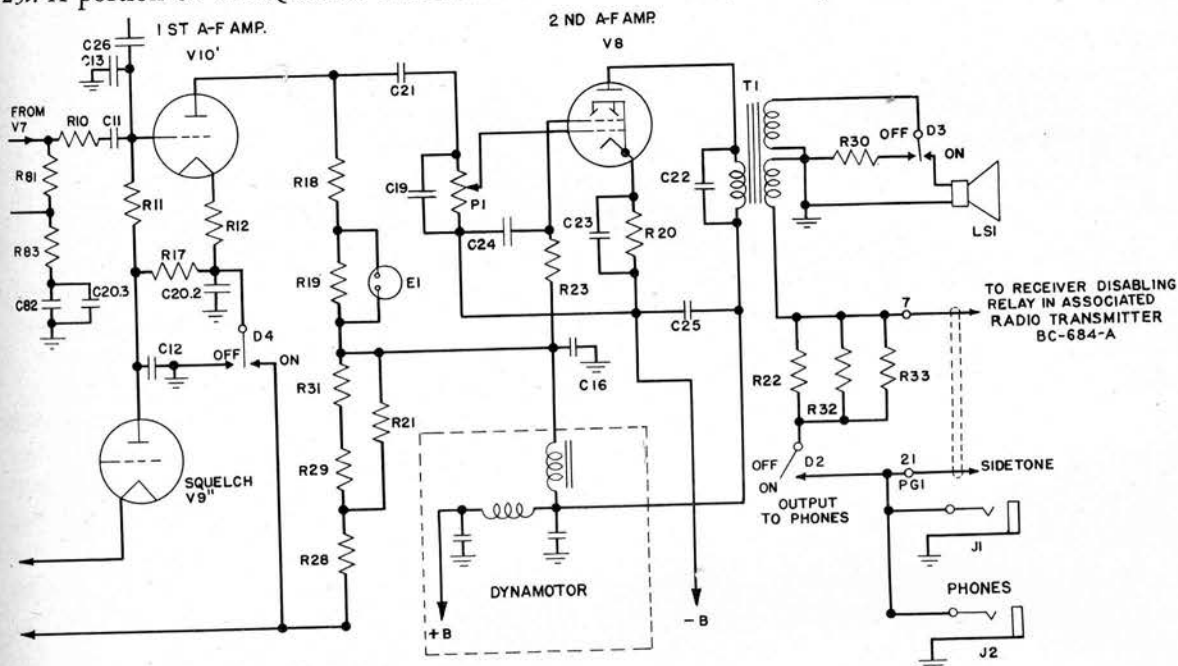 1 ST A-F AMP.
V10'
2 ND A-F AMP.
V8
C26
C13
FROM
V7
R10
C11
C21
T1
OFF
D3
R30
ON
R81
R18
C19
P1
C22
LS1
R11
R12
C23
R20
C24
R83
R17
R19
E1
R23
C82
C20.3
C20.2
C25
7
TO RECEIVER DISABLING
RELAY IN ASSOCIATED
RADIO TRANSMITTER
BC-684-A
D4
C12
OFF
ON
C16
R22
R33
R31
R21
R32
SQUELCH
V9"
R29
OFF
D2
ON
21
PG1
SIDETONE
OUTPUT
TO PHONES
J1
R28
DYNAMOTOR
PHONES
+B
-B
J2